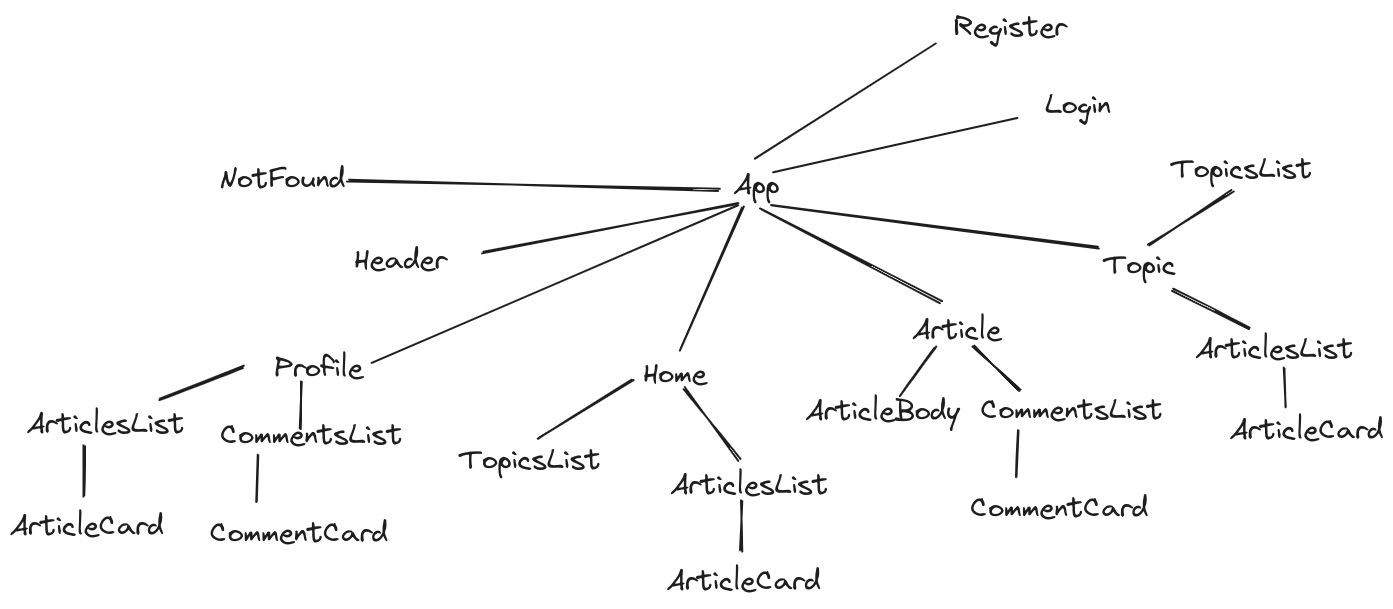 Register
Login
TopicsList
NotFound
App
Header
Topic
Article
ArticlesList
Profile
Home
ArticleBody
CommentsList
ArticlesList
CommentsList
ArticleCard
TopicsList
ArticlesList
CommentCard
ArticleCard
CommentCard
ArticleCard